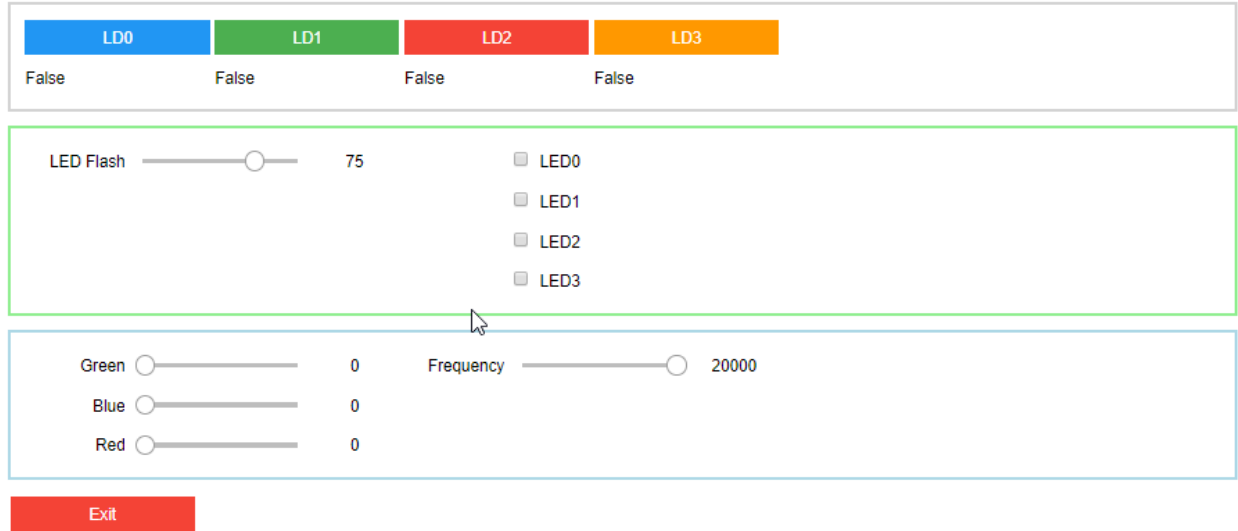 LD0 LD1 LD2 LD3
False False False False
LED Flash 75 LED0
LED1
LED2
LED3
Green 0 Frequency 20000
Blue 0
Red 0
Exit